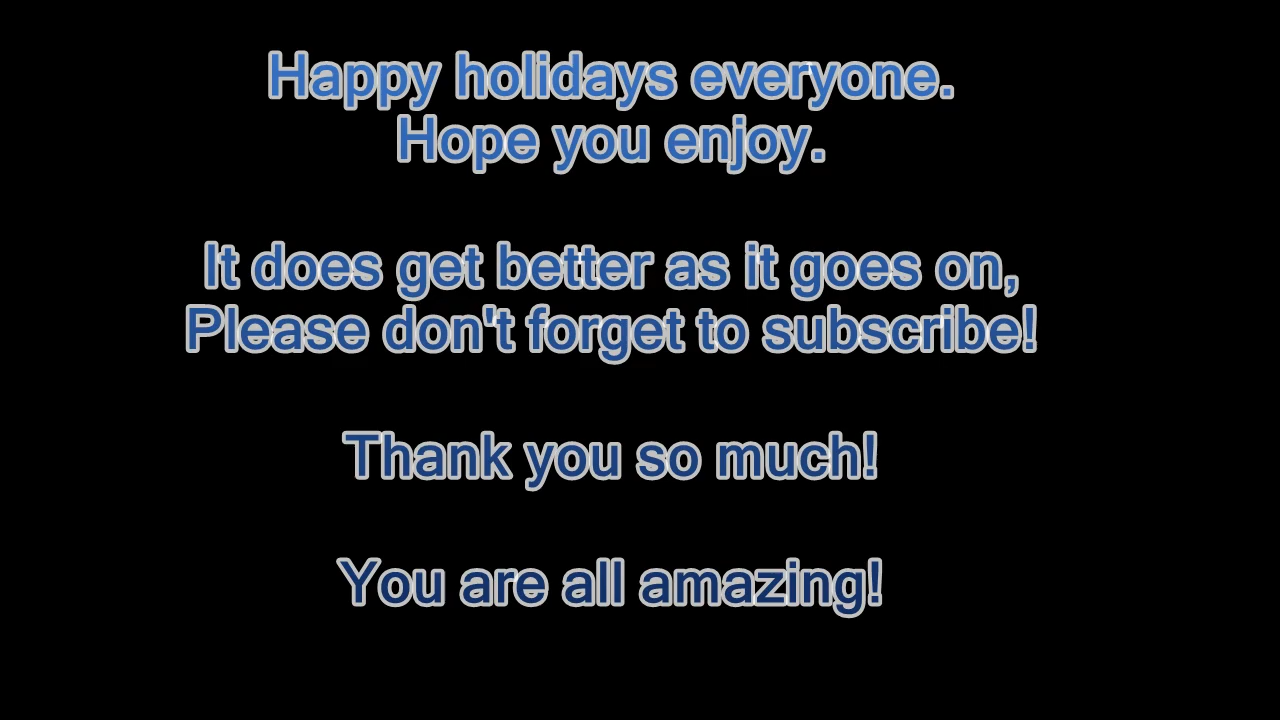 Happy holidays everyone.
Hope you enjoy.
It does get better as it goes on,
Please don't forget to subscribe!
Thank you so much!
You are all amazing!